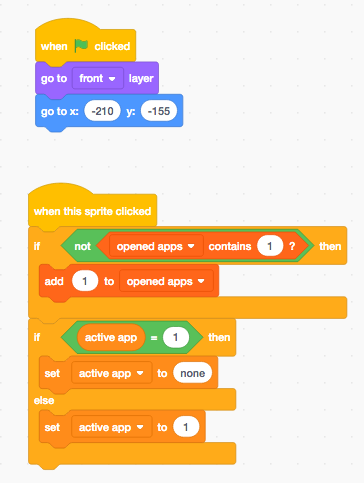 when clicked
go to front layer
go to x: -210 y: -155
when this sprite clicked
if not opened apps contains 1 ? then
add 1 to opened apps
if active app = 1 then
set active app to none
else
set active app to 1